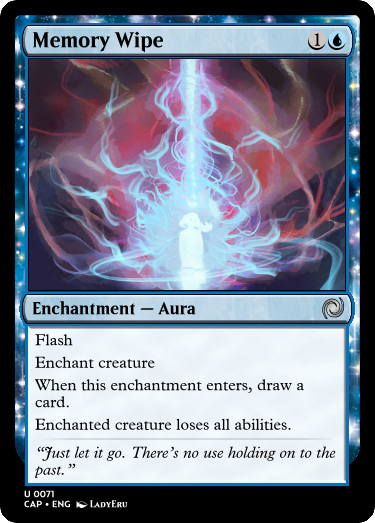 Memory Wipe 1
Enchantment — Aura
Flash
Enchant creature
When this enchantment enters, draw a
card.
Enchanted creature loses all abilities.
“Just let it go. There’s no use holding on to the
past.”
U 0071
CAP • ENG LadyEru